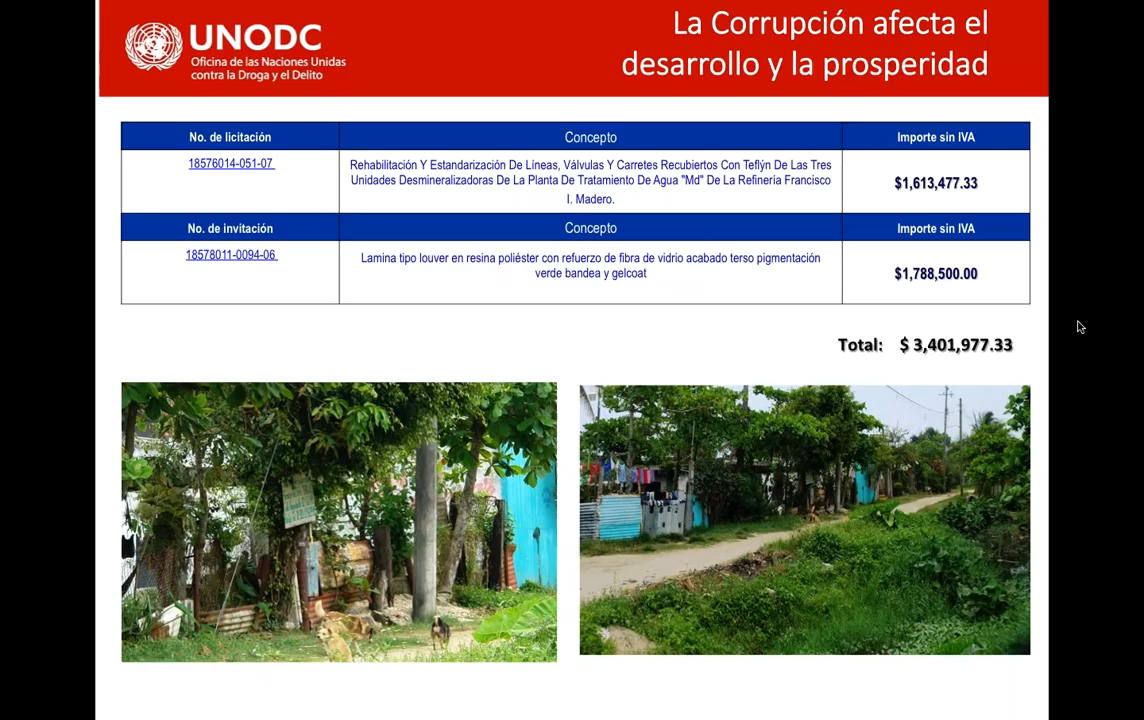 UNODC
Oficina de las Naciones Unidas
contra la Droga y el Delito
La Corrupción afecta el
desarrollo y la prosperidad
No. de licitación Concepto Importe sin IVA
18576014-051-07 Rehabilitación Y Estandarización De Líneas, Válvulas Y Carretes Recubiertos Con Teflýn De Las Tres
Unidades Desmineralizadoras De La Planta De Tratamiento De Agua "Md" De La Refinería Francisco
I. Madero.
$1,613,477.33
No. de invitación Concepto Importe sin IVA
18578011-0094-06 Lamina tipo louver en resina poliéster con refuerzo de fibra de vidrio acabado terso pigmentación
verde bandea y gelcoat
$1,788,500.00
Total: $ 3,401,977.33